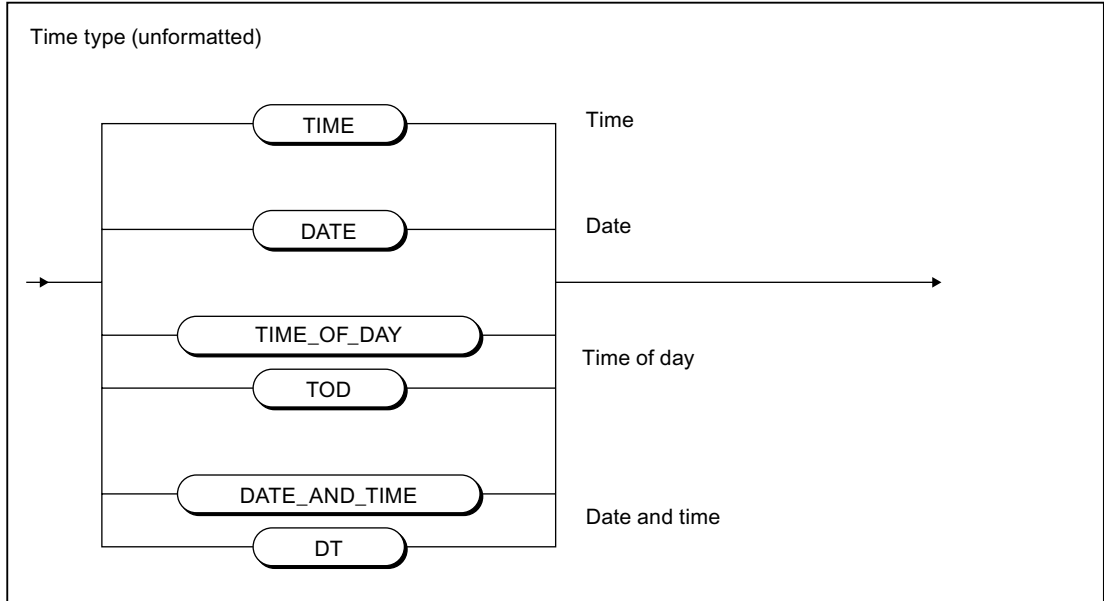 Time type (unformatted)
TIME
Time
DATE
Date
TIME_OF_DAY
Time of day
TOD
DATE_AND_TIME
Date and time
DT